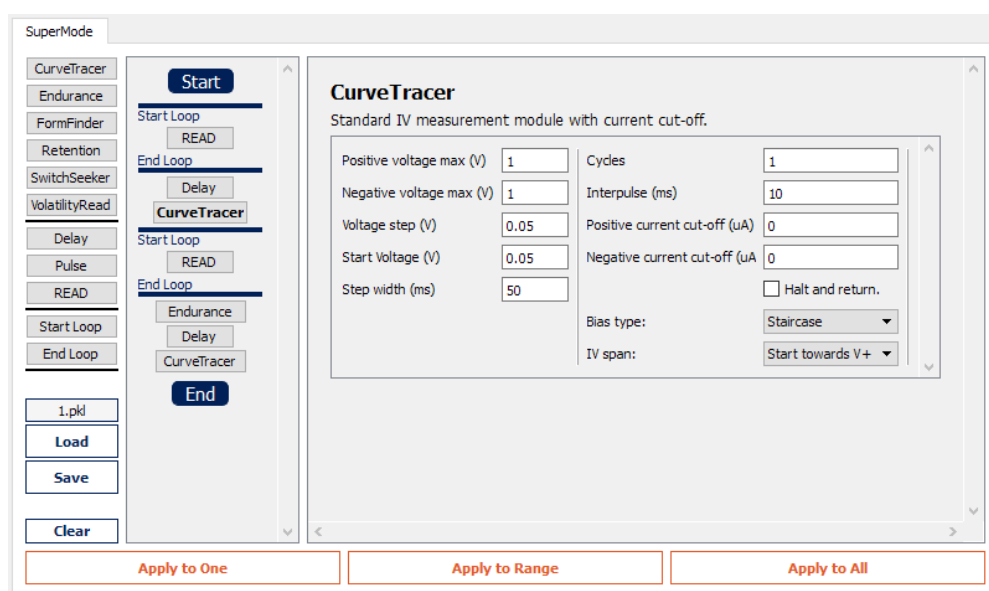 SuperMode
CurveTracer
Endurance
FormFinder
Retention
SwitchSeeker
VolatilityRead
Delay
Pulse
READ
Start Loop
End Loop
1.pkl
Load
Save
Clear
Start
Start Loop
READ
End Loop
Delay
CurveTracer
Start Loop
READ
End Loop
Endurance
Delay
CurveTracer
End
CurveTracer
Standard IV measurement module with current cut-off.
Positive voltage max (V) 1
Negative voltage max (V) 1
Voltage step (V) 0.05
Start Voltage (V) 0.05
Step width (ms) 50
Cycles 1
Interpulse (ms) 10
Positive current cut-off (uA) 0
Negative current cut-off (uA 0
Halt and return.
Bias type: Staircase
IV span: Start towards V+
Apply to One
Apply to Range
Apply to All